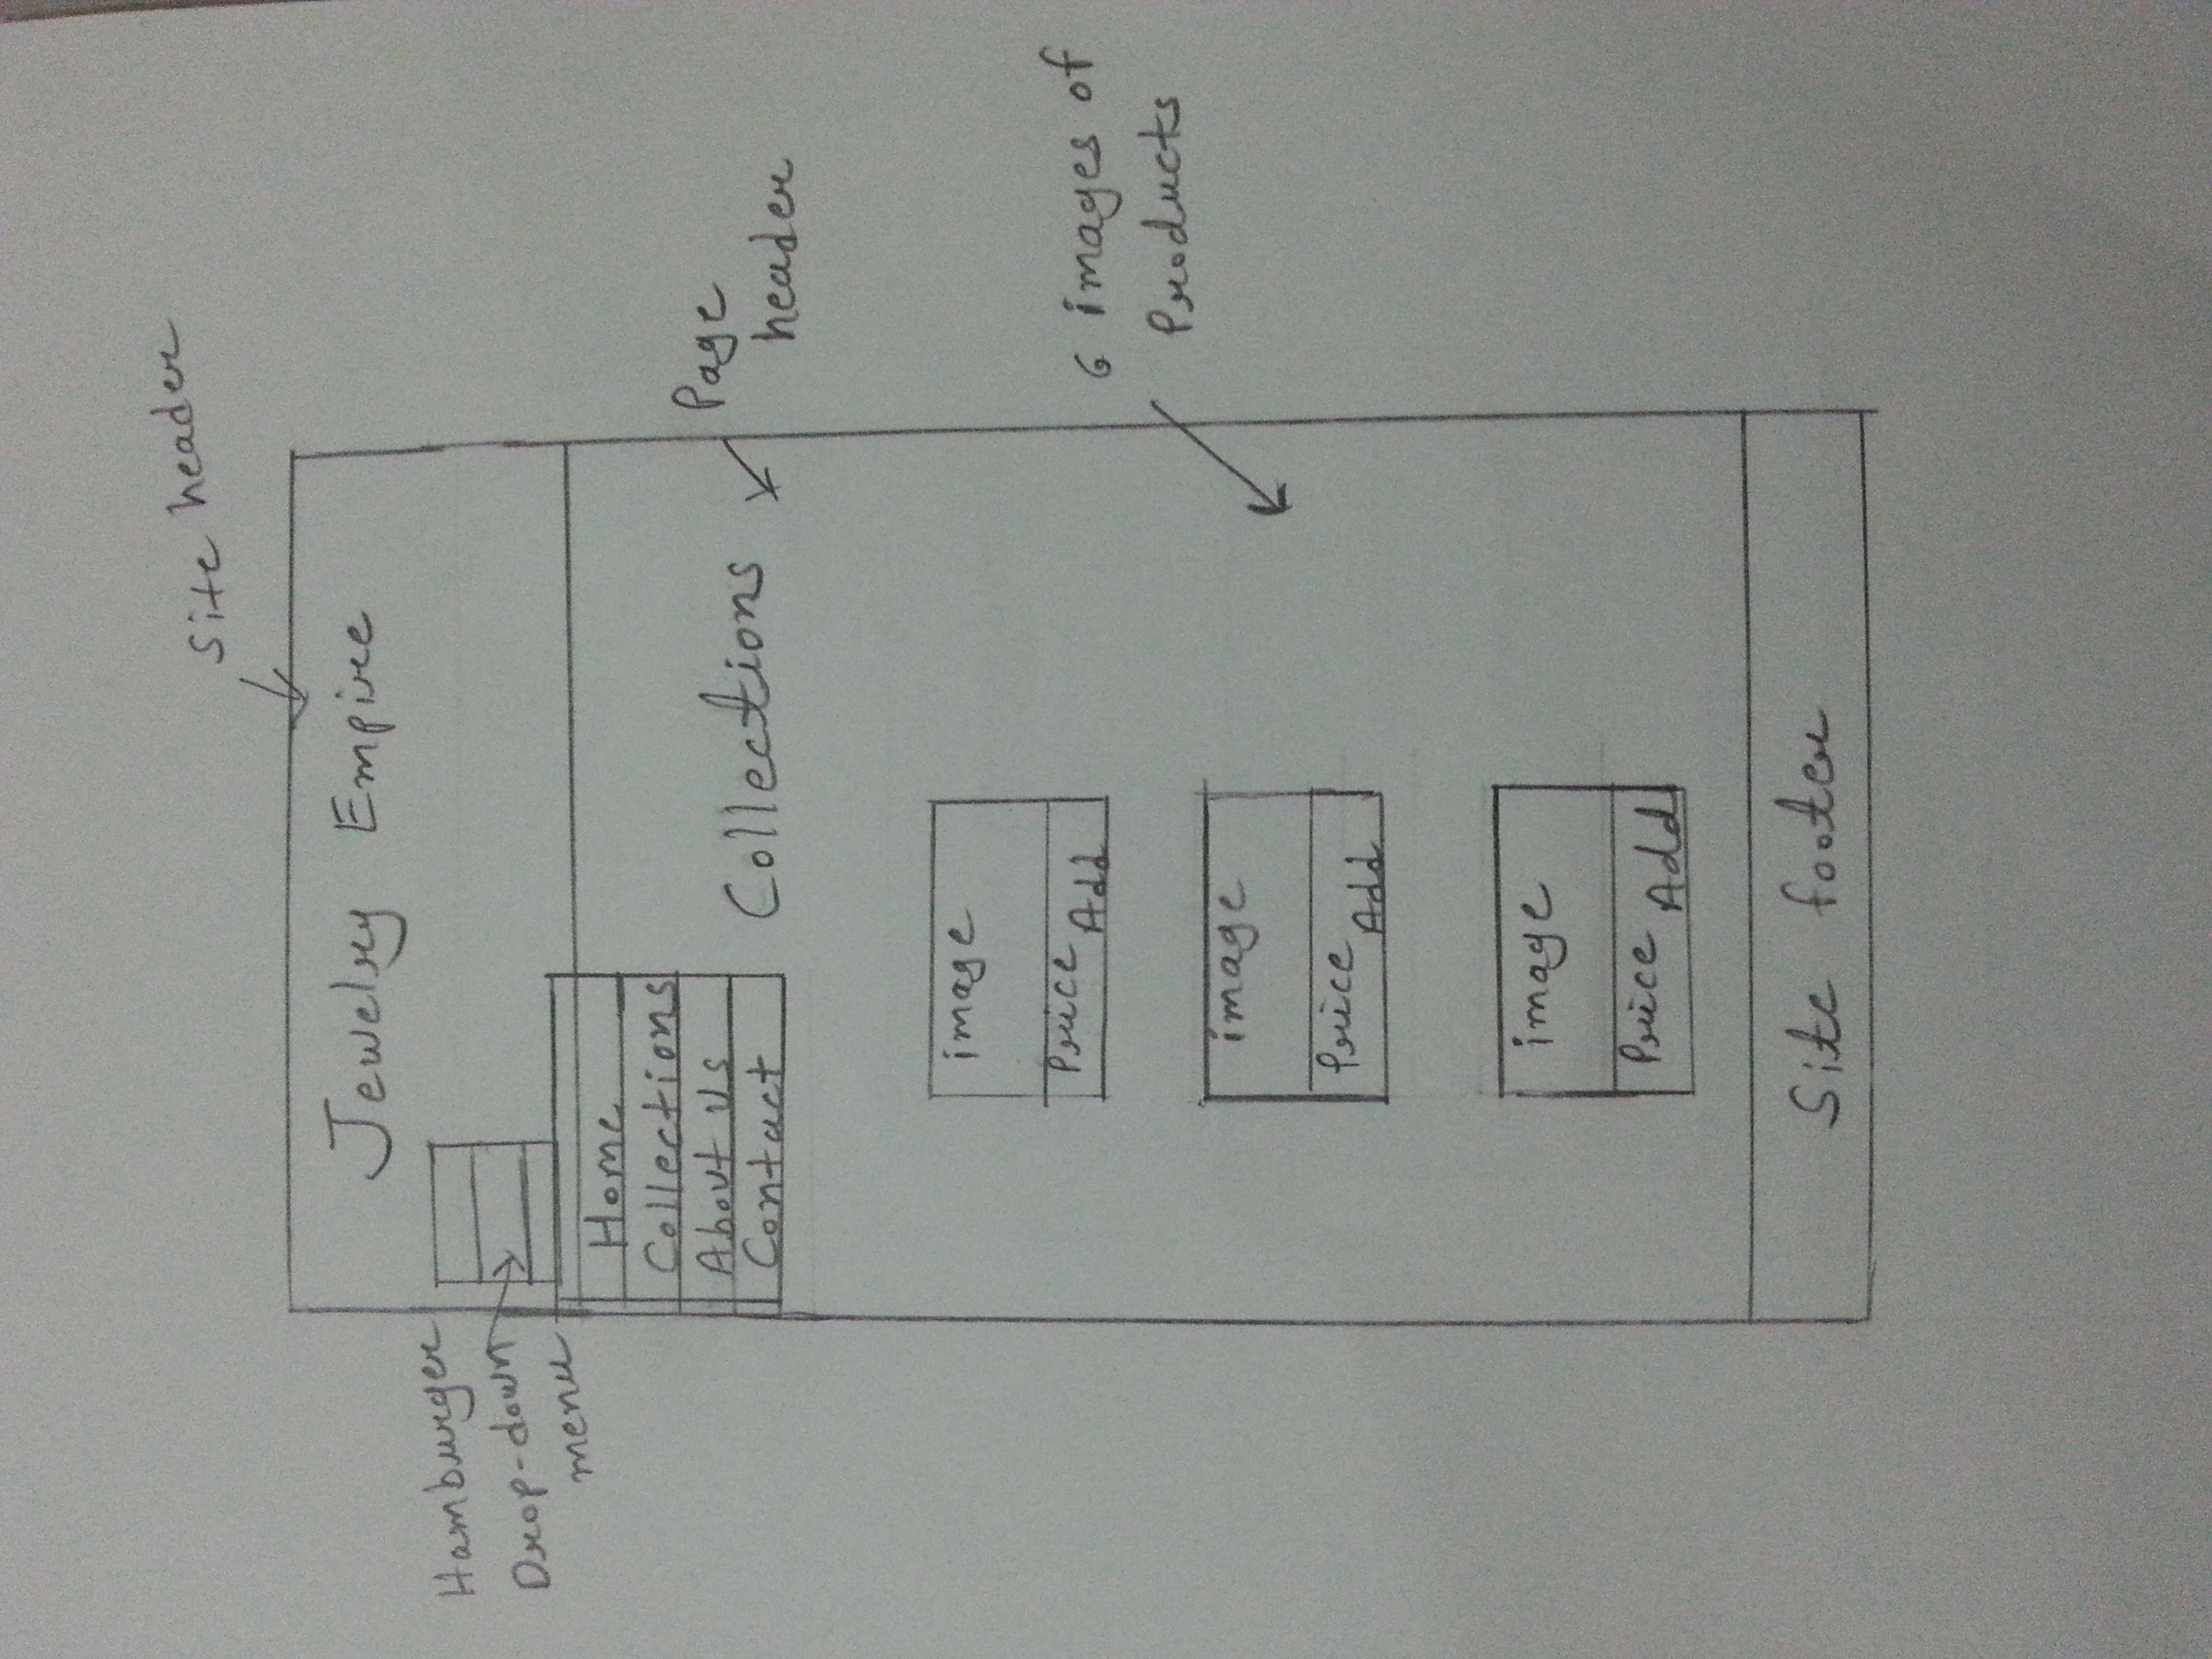 Site header
Jewelry Empire
Hamburger
Drop-down
menu
Home
Collections
About Us
Contact
Collections
Page
header
image
Price Add
6 images of
Products
image
Price Add
image
Price Add
Site footer